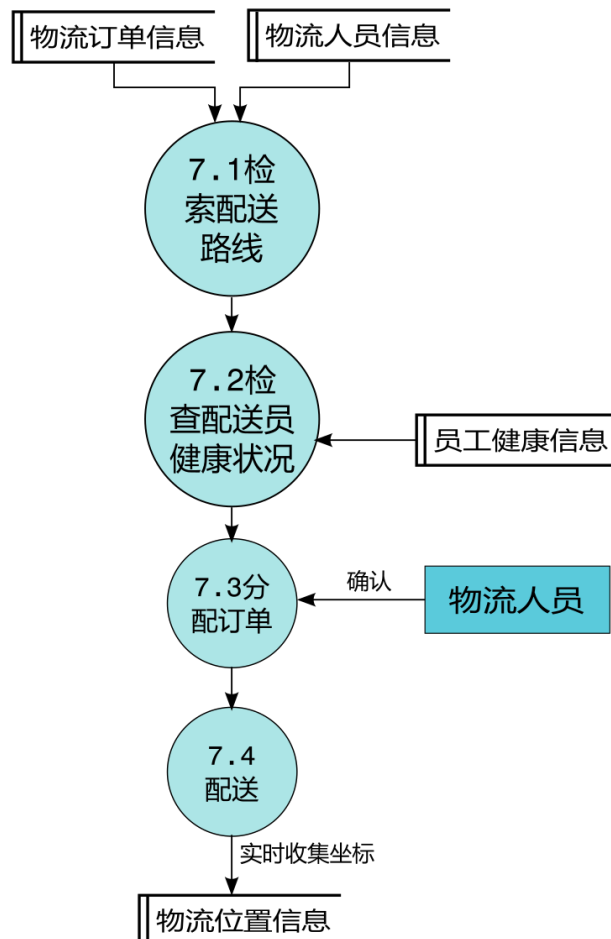 物流订单信息
物流人员信息
7.1检
索配送
路线
7.2检
查配送员
健康状况
员工健康信息
7.3分
配订单
确认
物流人员
7.4
配送
实时收集坐标
物流位置信息